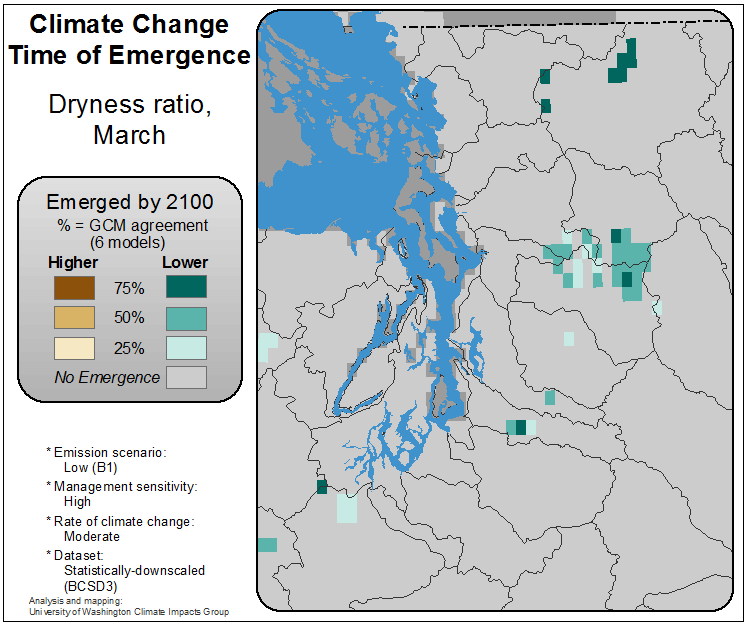 Climate Change
Time of Emergence
Dryness ratio,
March
Emerged by 2100
% = GCM agreement
(6 models)
Higher Lower
75%
50%
25%
No Emergence
* Emission scenario:
Low (B1)
* Management sensitivity:
High
* Rate of climate change:
Moderate
* Dataset:
Statistically-downscaled
(BCSD3)
Analysis and mapping:
University of Washington Climate Impacts Group